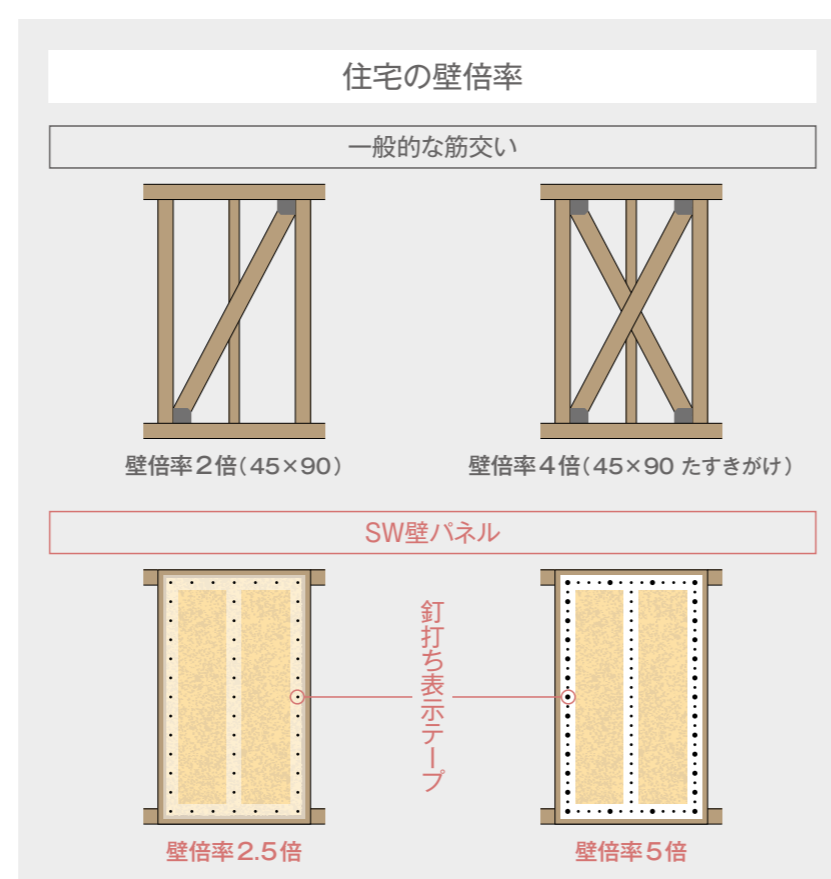 住宅の壁倍率
一般的な筋交い
壁倍率2倍(45×90)
壁倍率4倍(45×90 たすきがけ)
SW壁パネル
釘打ち表示テープ
壁倍率2.5倍
壁倍率5倍